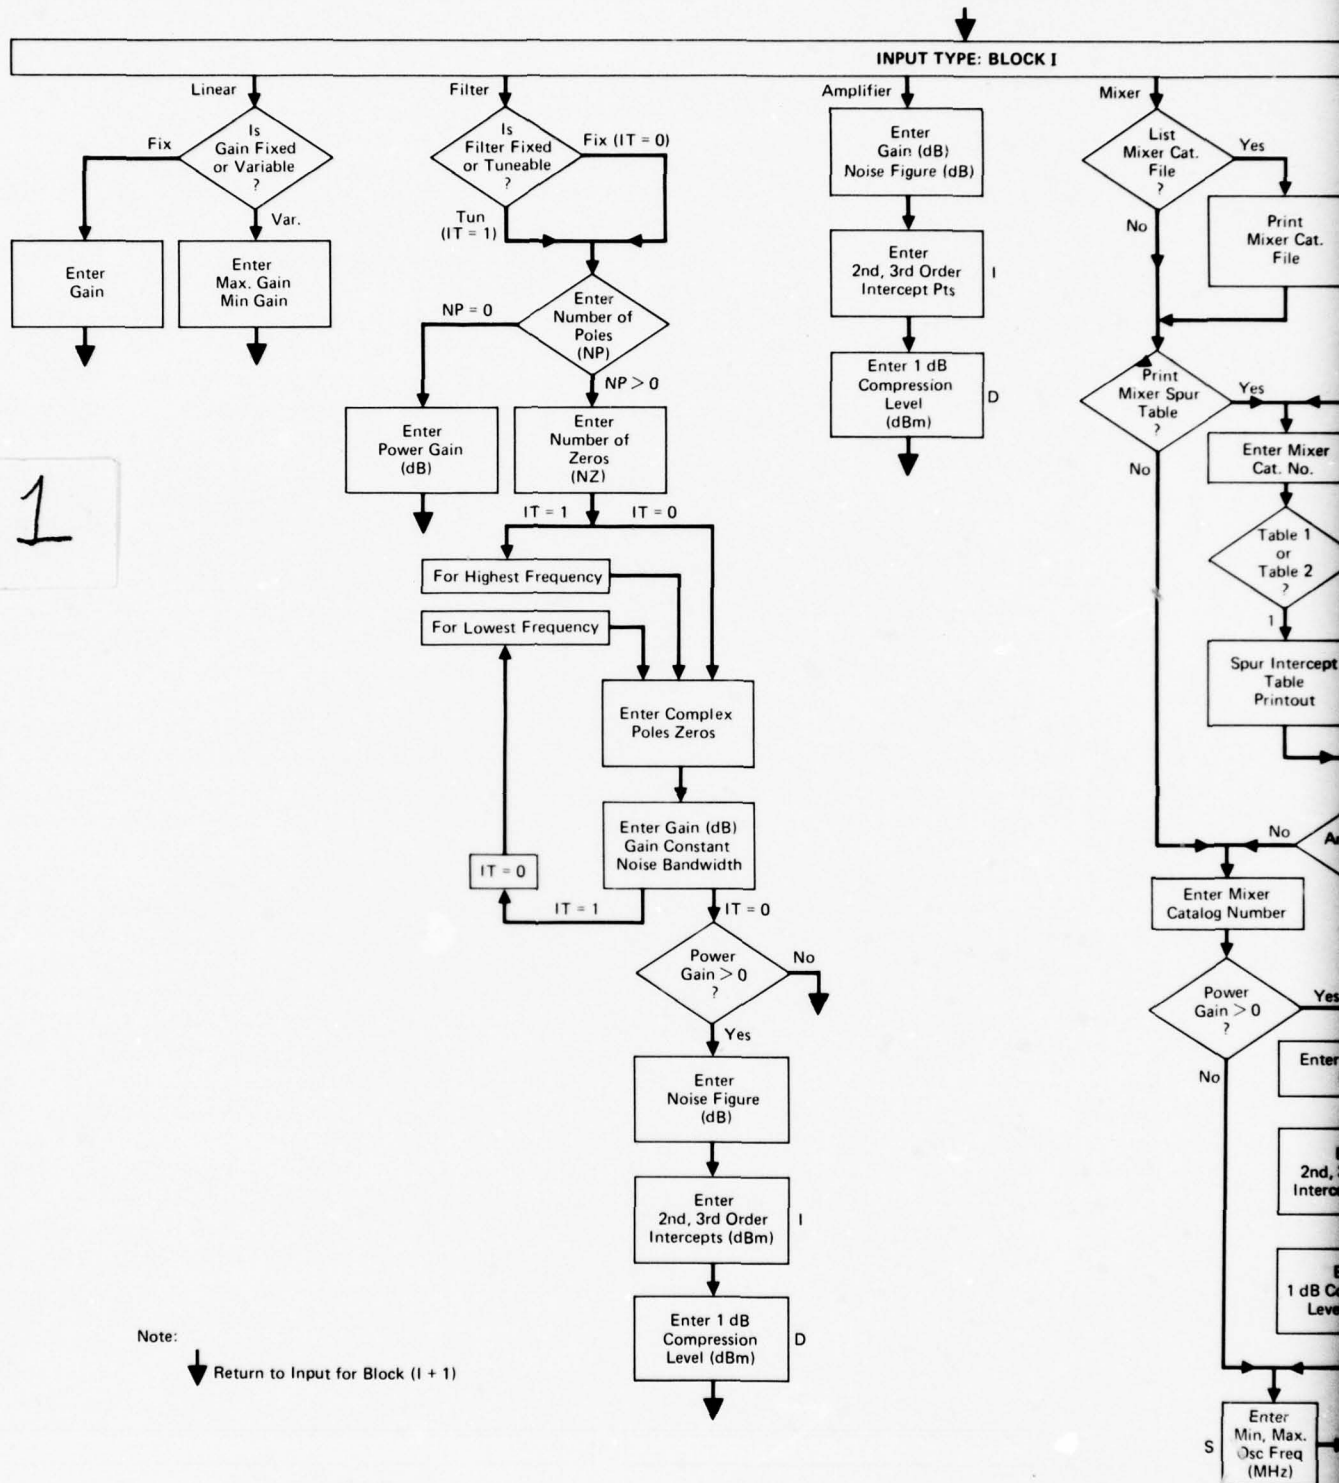 INPUT TYPE: BLOCK I
Linear
Is
Gain Fixed
or Variable
?
Fix
Var.
Enter
Gain
Enter
Max. Gain
Min Gain
Filter
Is
Filter Fixed
or Tuneable
?
Fix (IT = 0)
Tun
(IT = 1)
Enter
Number of
Poles
(NP)
NP = 0
NP > 0
Enter
Power Gain
(dB)
Enter
Number of
Zeros
(NZ)
IT = 1
IT = 0
For Highest Frequency
For Lowest Frequency
Enter Complex
Poles Zeros
Enter Gain (dB)
Gain Constant
Noise Bandwidth
IT = 0
IT = 1
IT = 0
Power
Gain > 0
?
No
Yes
Enter
Noise Figure
(dB)
Enter
2nd, 3rd Order
Intercepts (dBm)
I
Enter 1 dB
Compression
Level (dBm)
D
Amplifier
Enter
Gain (dB)
Noise Figure (dB)
Enter
2nd, 3rd Order
Intercept Pts
I
Enter 1 dB
Compression
Level
(dBm)
D
Mixer
List
Mixer Cat.
File
?
Yes
No
Print
Mixer Cat.
File
Print
Mixer Spur
Table
?
Yes
No
Enter Mixer
Cat. No.
Table 1
or
Table 2
?
1
Spur Intercept
Table
Printout
No
Enter Mixer
Catalog Number
Power
Gain > 0
?
Yes
No
Enter
2nd,
1 dB
S
Enter
Min, Max.
Osc Freq
(MHz)
1
Note:
Return to Input for Block (I + 1)